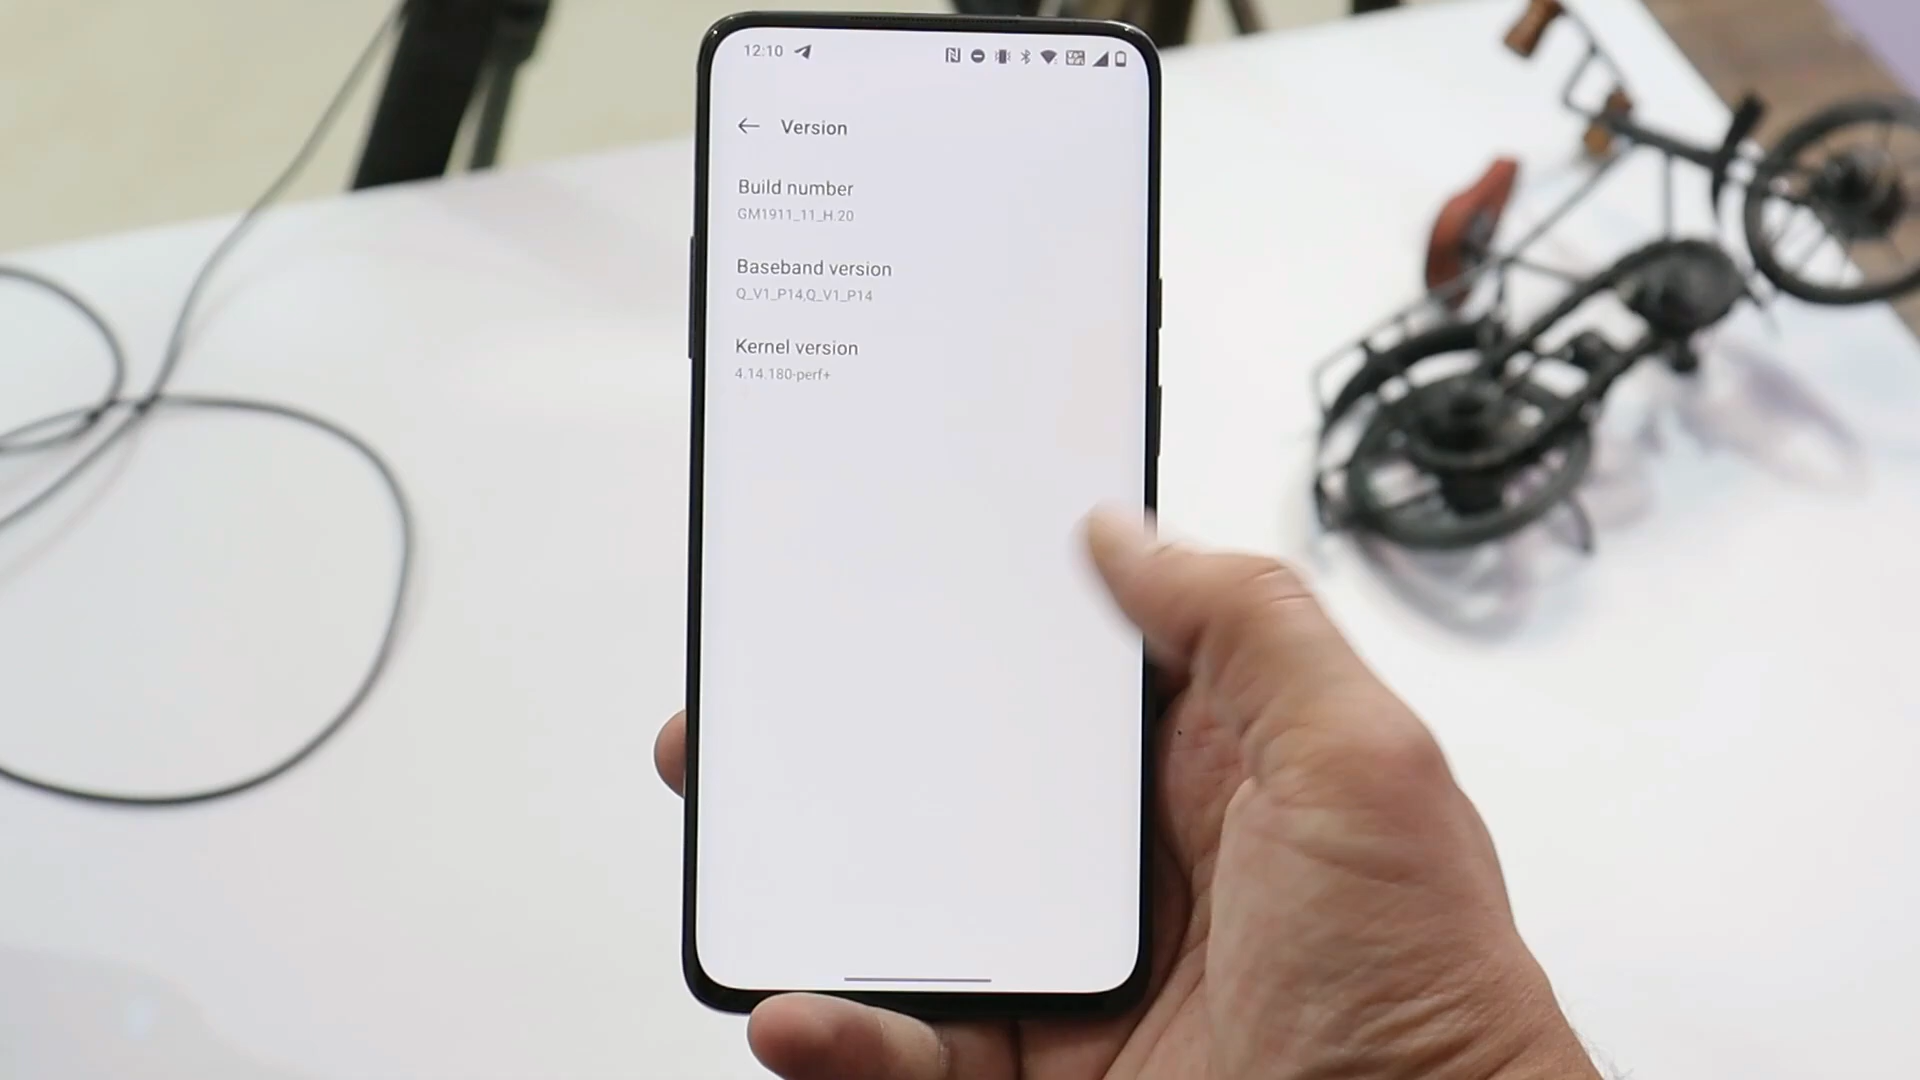 12:10
Version
Build number
GM1911_11_H.20
Baseband version
Q_V1_P14,Q_V1_P14
Kernel version
4.14.180-perf+